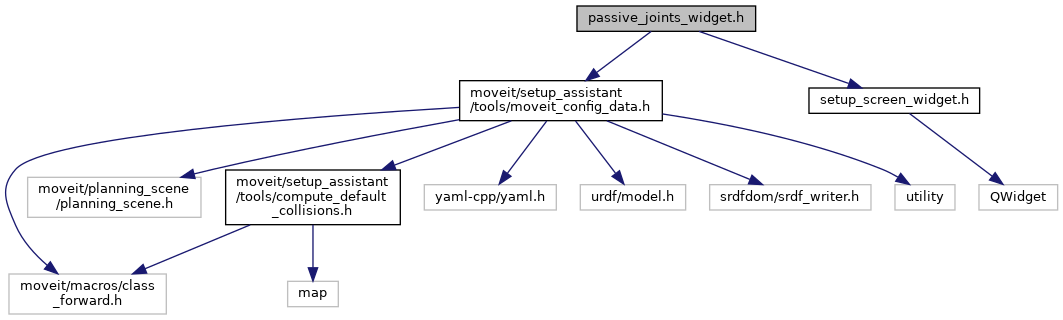 passive_joints_widget.h
moveit/setup_assistant
/tools/moveit_config_data.h
setup_screen_widget.h
moveit/planning_scene
/planning_scene.h
moveit/setup_assistant
/tools/compute_default
_collisions.h
yaml-cpp/yaml.h
urdf/model.h
srdfdom/srdf_writer.h
utility
QWidget
moveit/macros/class
_forward.h
map